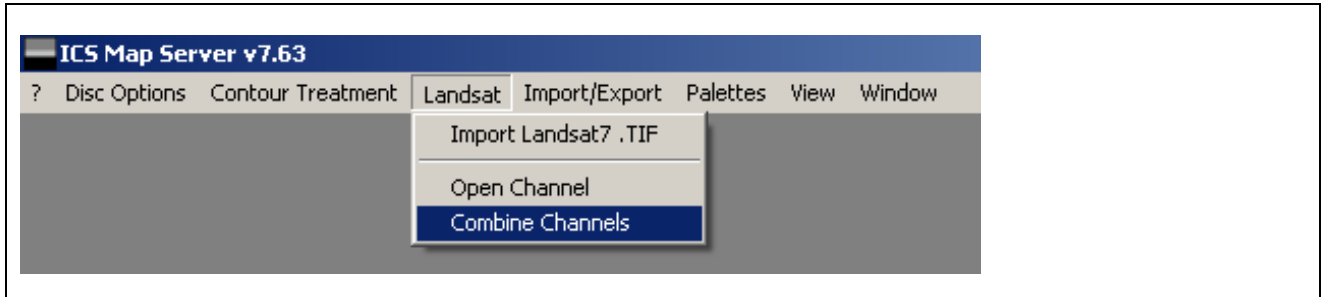 ICS Map Server v7.63
? Disc Options Contour Treatment Landsat Import/Export Palettes View Window
Import Landsat7 .TIF
Open Channel
Combine Channels